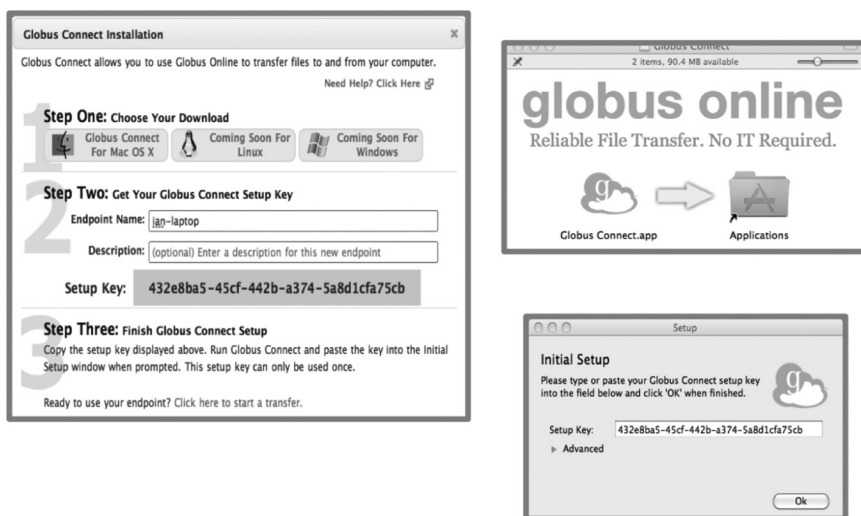 Globus Connect Installation x
Globus Connect allows you to use Globus Online to transfer files to and from your computer.
Need Help? Click Here
1
Step One: Choose Your Download
Globus Connect
For Mac OS X
Coming Soon For
Linux
Coming Soon For
Windows
2
Step Two: Get Your Globus Connect Setup Key
Endpoint Name: ian-laptop
Description: (optional) Enter a description for this new endpoint
Setup Key: 432e8ba5-45cf-442b-a374-5a8d1cfa75cb
3
Step Three: Finish Globus Connect Setup
Copy the setup key displayed above. Run Globus Connect and paste the key into the Initial
Setup window when prompted. This setup key can only be used once.
Ready to use your endpoint? Click here to start a transfer.
Globus Connect
2 items, 90.4 MB available
globus online
Reliable File Transfer. No IT Required.
g
Globus Connect.app
Applications
Setup
Initial Setup
Please type or paste your Globus Connect setup key
into the field below and click 'OK' when finished.
g
Setup Key: 432e8ba5-45cf-442b-a374-5a8d1cfa75cb
Advanced
Ok